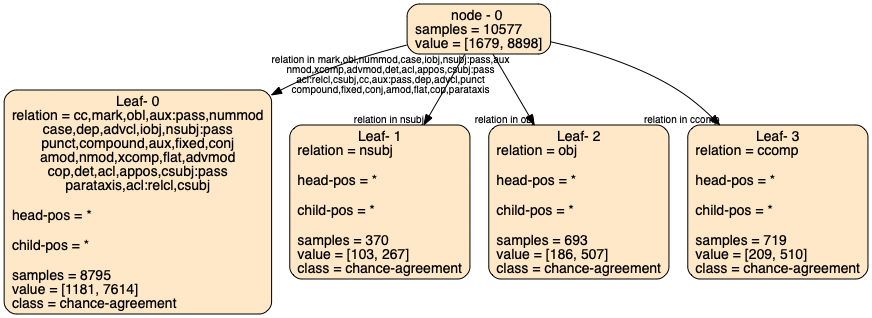 node - 0
samples = 10577
value = [1679, 8898]
relation in mark,obl,nummod,case,iobj,nsubj:pass,aux
nmod,xcomp,advmod,det,acl,appos,csubj:pass
acl:relcl,csubj,cc,aux:pass,dep,advcl,punct
compound,fixed,conj,amod,flat,cop,parataxis
relation in nsubj
relation in obj
relation in ccomp
Leaf- 0
relation = cc,mark,obl,aux:pass,nummod
case,dep,advcl,iobj,nsubj:pass
punct,compound,aux,fixed,conj
amod,nmod,xcomp,flat,advmod
cop,det,acl,appos,csubj:pass
parataxis,acl:relcl,csubj
head-pos = *
child-pos = *
samples = 8795
value = [1181, 7614]
class = chance-agreement
Leaf- 1
relation = nsubj
head-pos = *
child-pos = *
samples = 370
value = [103, 267]
class = chance-agreement
Leaf- 2
relation = obj
head-pos = *
child-pos = *
samples = 693
value = [186, 507]
class = chance-agreement
Leaf- 3
relation = ccomp
head-pos = *
child-pos = *
samples = 719
value = [209, 510]
class = chance-agreement